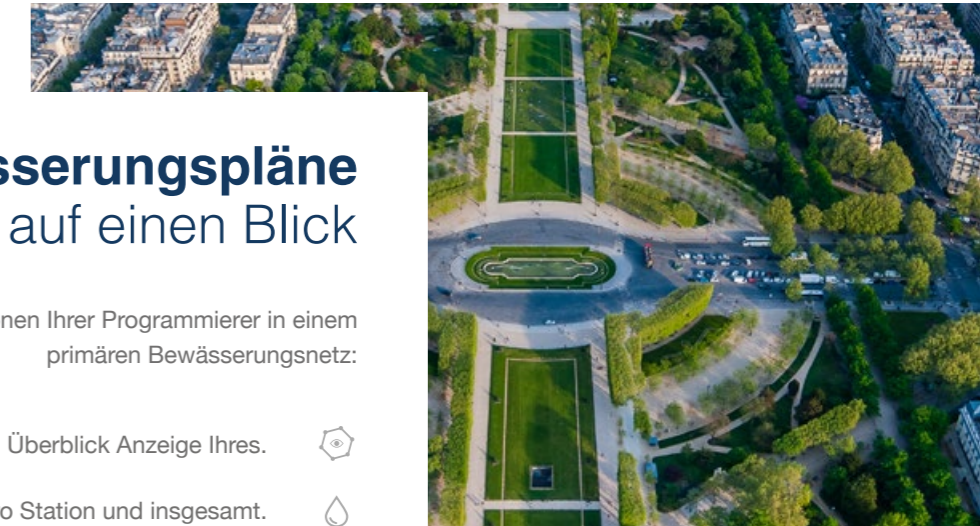 sserungspläne
auf einen Blick
nen Ihrer Programmierer in einem
primären Bewässerungsnetz:
Überblick Anzeige Ihres.
o Station und insgesamt.